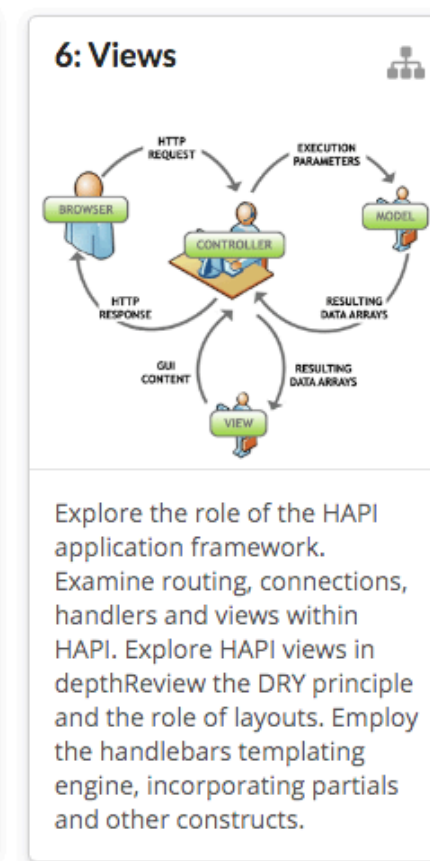 6: Views
HTTP
REQUEST
EXECUTION
PARAMETERS
BROWSER
MODEL
CONTROLLER
HTTP
RESPONSE
RESULTING
DATA ARRAYS
GUI
CONTENT
RESULTING
DATA ARRAYS
VIEW
Explore the role of the HAPI
application framework.
Examine routing, connections,
handlers and views within
HAPI. Explore HAPI views in
depthReview the DRY principle
and the role of layouts. Employ
the handlebars templating
engine, incorporating partials
and other constructs.